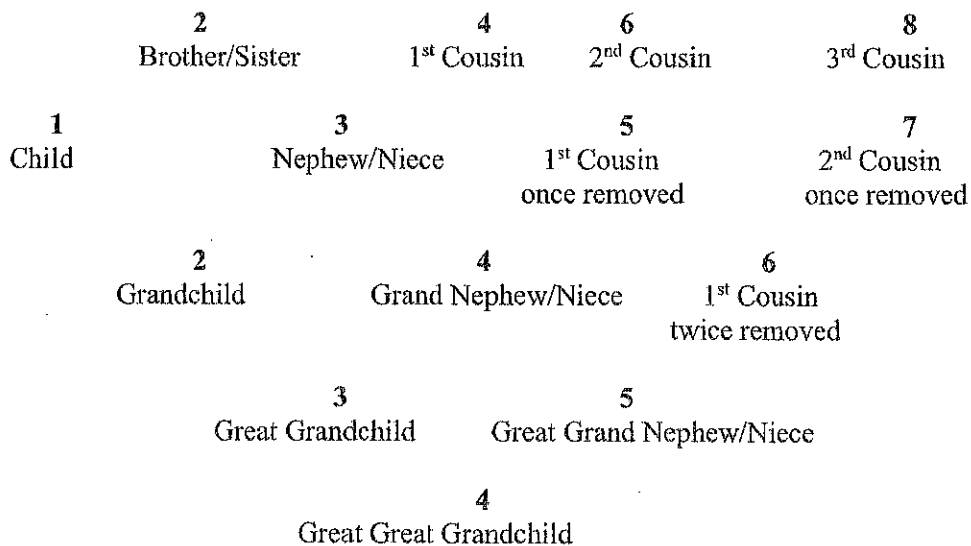 2 4 6 8
Brother/Sister 1st Cousin 2nd Cousin 3rd Cousin
1 3 5 7
Child Nephew/Niece 1st Cousin 2nd Cousin
once removed once removed
2 4 6
Grandchild Grand Nephew/Niece 1st Cousin
twice removed
3 5
Great Grandchild Great Grand Nephew/Niece
4
Great Great Grandchild